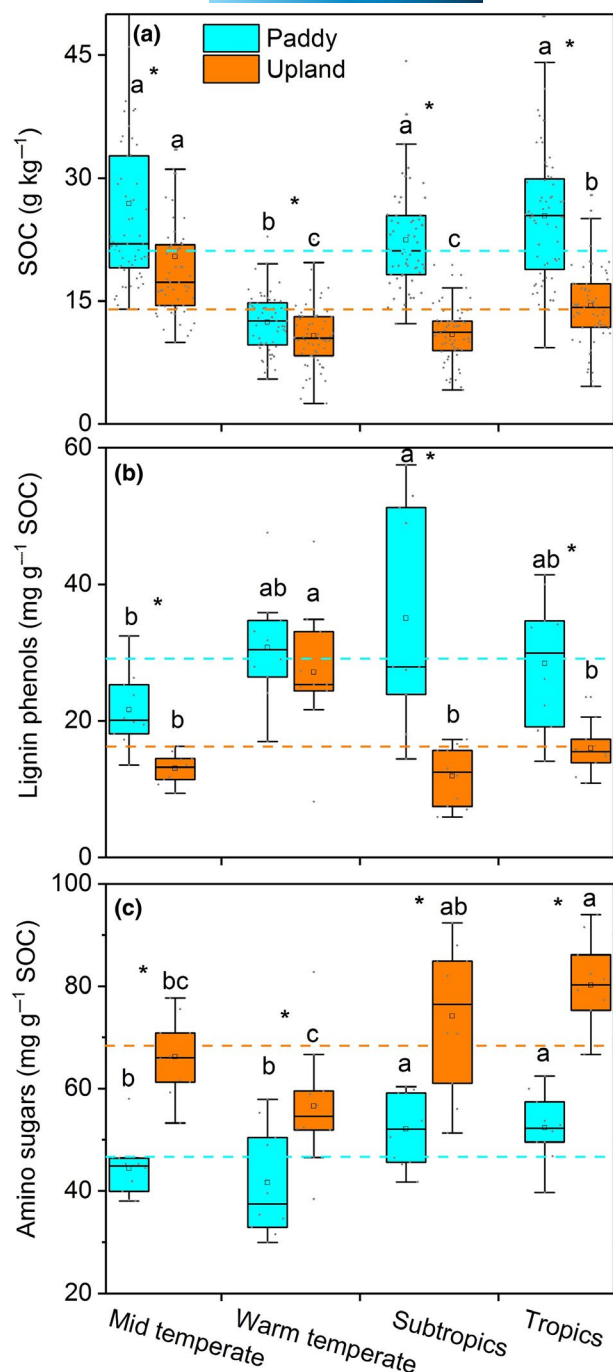 (a)
Paddy
Upland
45
30
15
0
SOC (g kg⁻¹)
a * a b * c a * c a * b
(b)
60
40
20
0
Lignin phenols (mg g⁻¹ SOC)
b * b ab a a * b ab * b
(c)
100
80
60
40
20
Amino sugars (mg g⁻¹ SOC)
b * bc b * c a * ab a * a
Mid temperate
Warm temperate
Subtropics
Tropics